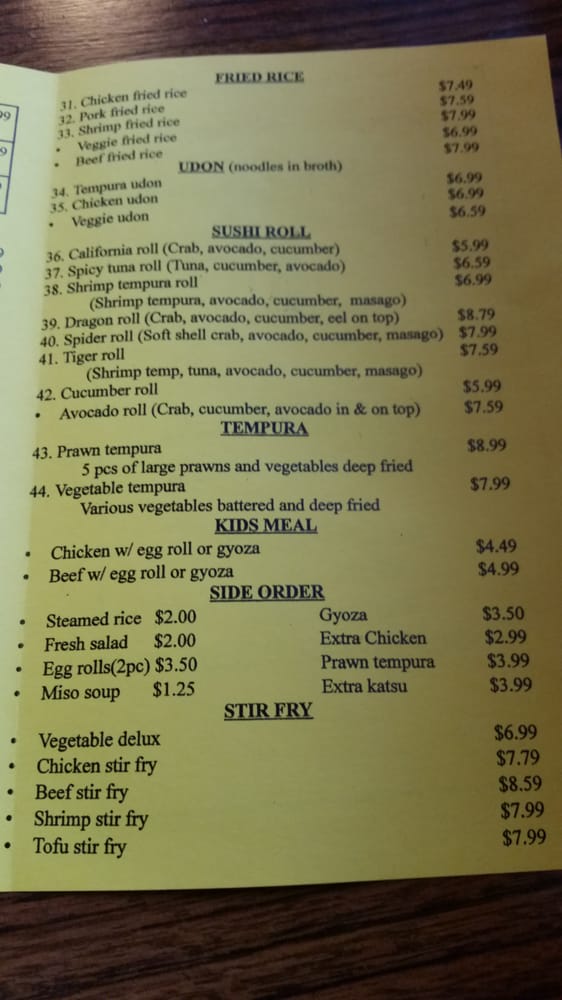 FRIED RICE
31. Chicken fried rice $7.49
32. Pork fried rice $7.59
33. Shrimp fried rice $7.99
• Veggie fried rice $6.99
• Beef fried rice $7.99
UDON (noodles in broth)
34. Tempura udon $6.99
35. Chicken udon $6.99
• Veggie udon $6.59
SUSHI ROLL
36. California roll (Crab, avocado, cucumber) $5.99
37. Spicy tuna roll (Tuna, cucumber, avocado) $6.59
38. Shrimp tempura roll $6.99
(Shrimp tempura, avocado, cucumber, masago)
39. Dragon roll (Crab, avocado, cucumber, eel on top) $8.79
40. Spider roll (Soft shell crab, avocado, cucumber, masago) $7.99
41. Tiger roll $7.59
(Shrimp temp, tuna, avocado, cucumber, masago)
42. Cucumber roll $5.99
• Avocado roll (Crab, cucumber, avocado in & on top) $7.59
TEMPURA
43. Prawn tempura $8.99
5 pcs of large prawns and vegetables deep fried
44. Vegetable tempura $7.99
Various vegetables battered and deep fried
KIDS MEAL
• Chicken w/ egg roll or gyoza $4.49
• Beef w/ egg roll or gyoza $4.99
SIDE ORDER
• Steamed rice $2.00 Gyoza $3.50
• Fresh salad $2.00 Extra Chicken $2.99
• Egg rolls(2pc) $3.50 Prawn tempura $3.99
• Miso soup $1.25 Extra katsu $3.99
STIR FRY
• Vegetable delux $6.99
• Chicken stir fry $7.79
• Beef stir fry $8.59
• Shrimp stir fry $7.99
• Tofu stir fry $7.99